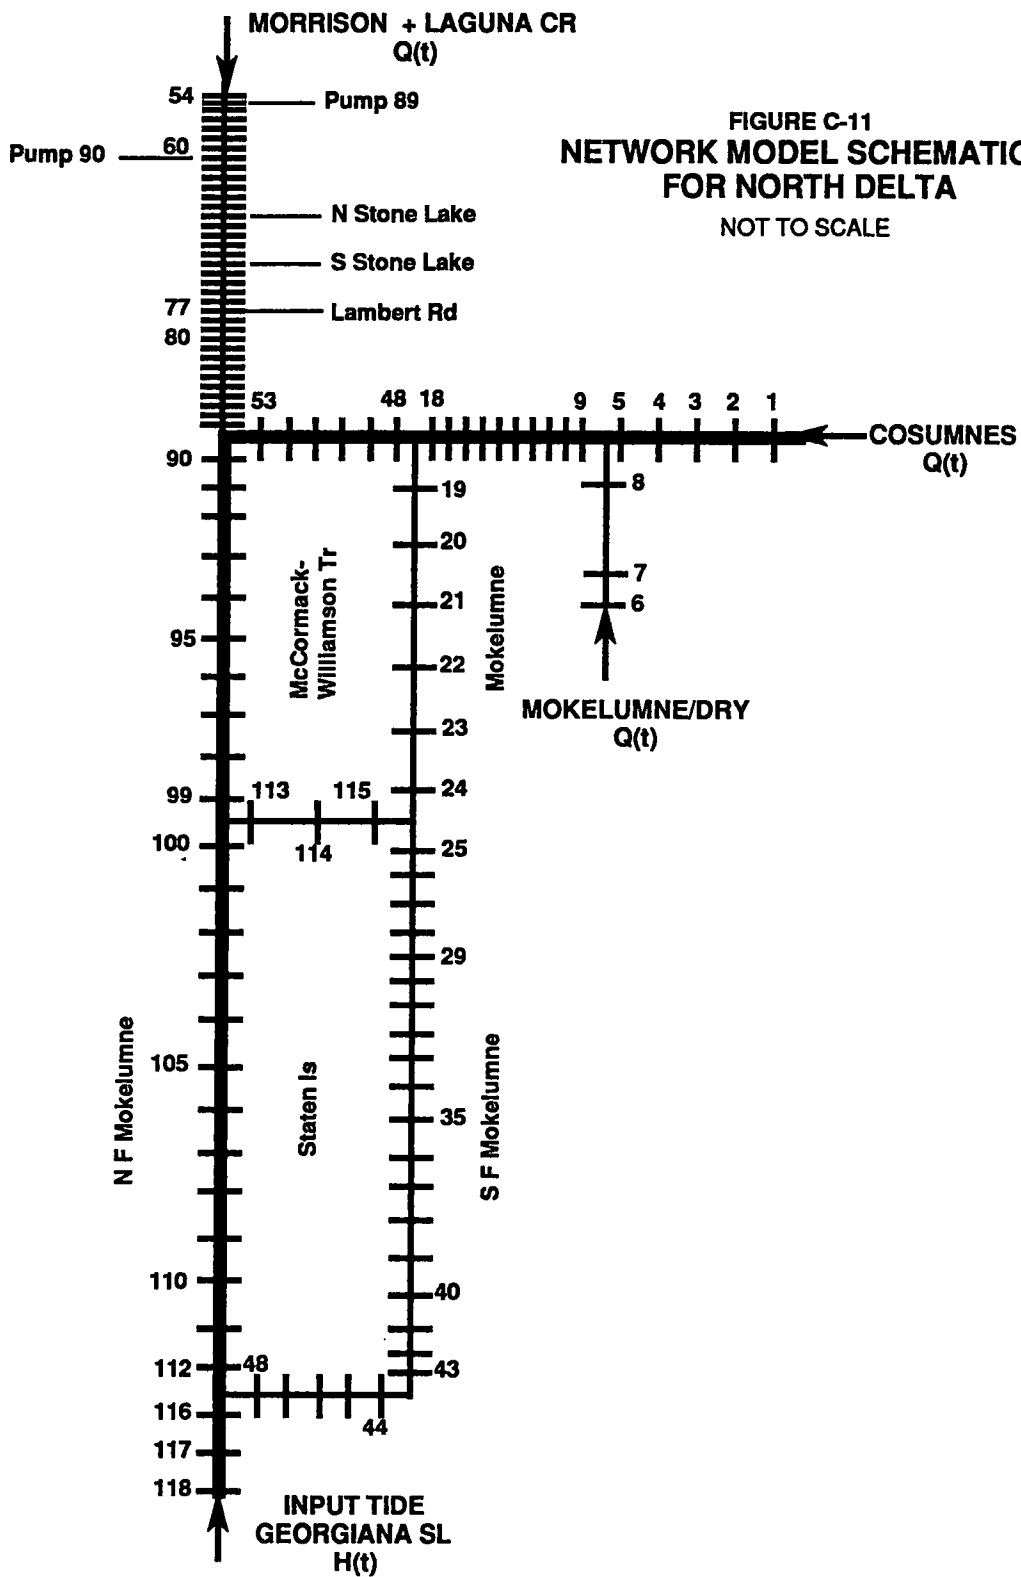 MORRISON + LAGUNA CR
Q(t)
54
Pump 89
FIGURE C-11
NETWORK MODEL SCHEMATIC
FOR NORTH DELTA
NOT TO SCALE
Pump 90
60
N Stone Lake
S Stone Lake
77
Lambert Rd
80
53
48
18
9
5
4
3
2
1
COSUMNES
Q(t)
90
19
8
20
7
21
6
McCormack-
Williamson Tr
Mokelumne
95
22
MOKELUMNE/DRY
Q(t)
23
99
113
115
24
100
114
25
29
N F Mokelumne
105
Staten Is
35
S F Mokelumne
110
40
112
48
43
116
44
117
118
INPUT TIDE
GEORGIANA SL
H(t)